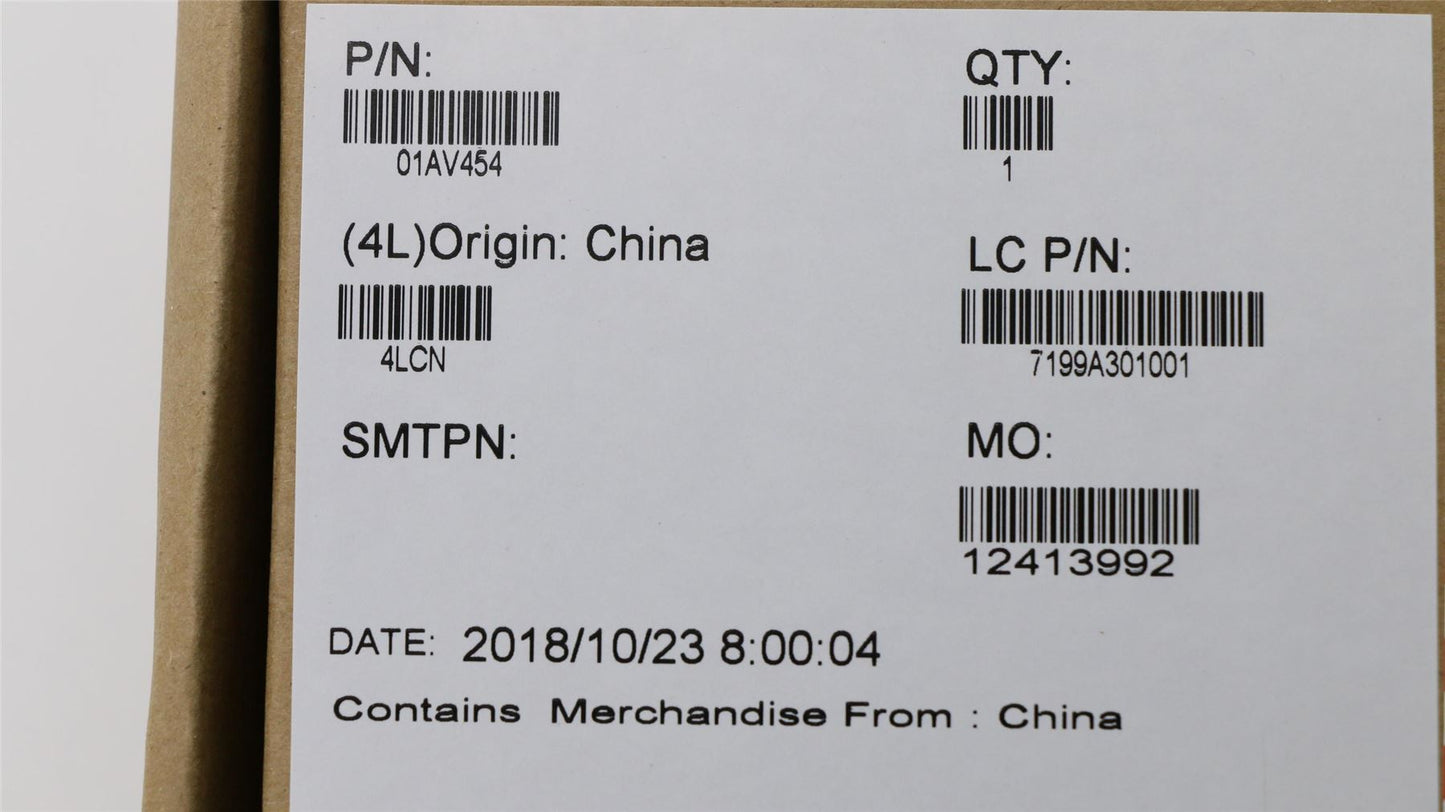 P/N:
01AV454
QTY:
1
(4L)Origin: China
4LCN
LC P/N:
7199A301001
SMTPN:
MO:
12413992
DATE: 2018/10/23 8:00:04
Contains Merchandise From : China